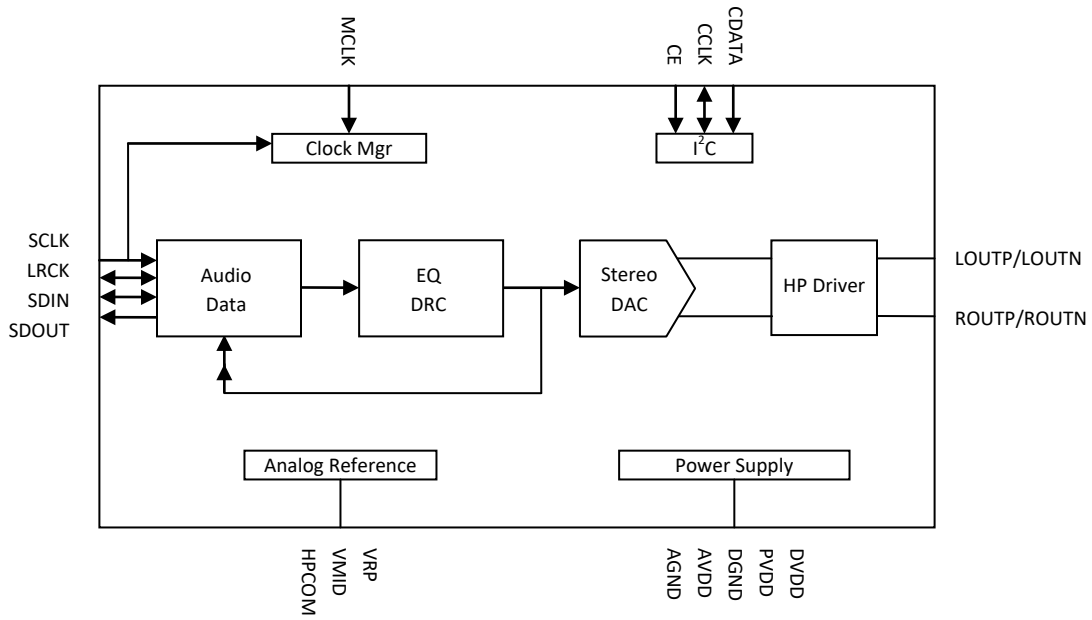 MCLK
CE
CCLK
CDATA
Clock Mgr
I²C
SCLK
LRCK
SDIN
SDOUT
Audio
Data
EQ
DRC
Stereo
DAC
HP Driver
LOUTP/LOUTN
ROUTP/ROUTN
Analog Reference
Power Supply
HPCOM
VMID
VRP
AGND
AVDD
DGND
PVDD
DVDD